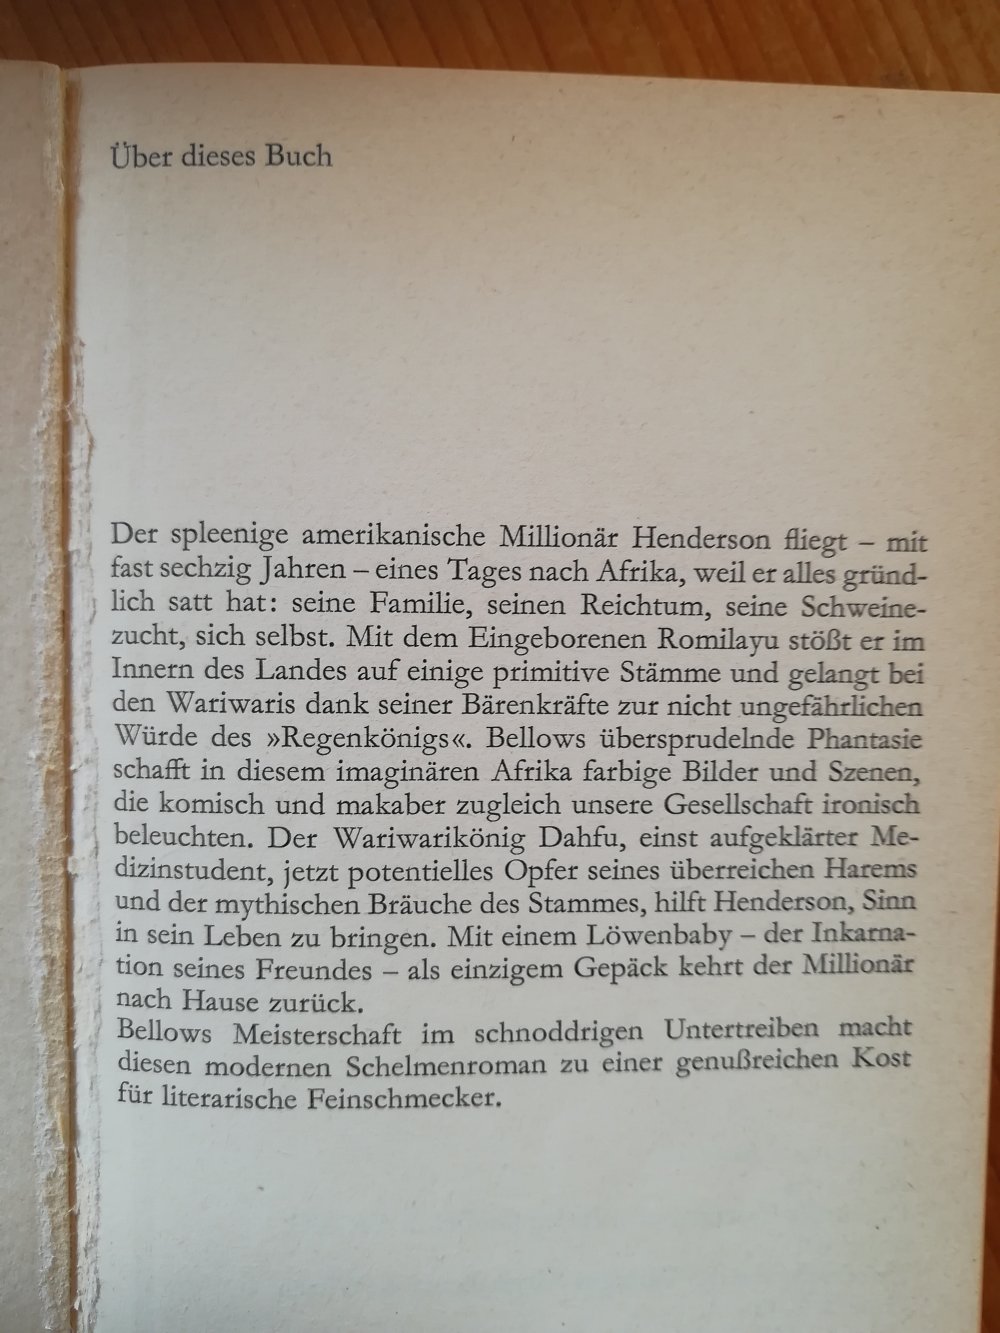 Über dieses Buch
Der spleenige amerikanische Millionär Henderson fliegt – mit
fast sechzig Jahren – eines Tages nach Afrika, weil er alles gründ-
lich satt hat: seine Familie, seinen Reichtum, seine Schweine-
zucht, sich selbst. Mit dem Eingeborenen Romilayu stößt er im
Innern des Landes auf einige primitive Stämme und gelangt bei
den Wariwaris dank seiner Bärenkräfte zur nicht ungefährlichen
Würde des »Regenkönigs«. Bellows übersprudelnde Phantasie
schafft in diesem imaginären Afrika farbige Bilder und Szenen,
die komisch und makaber zugleich unsere Gesellschaft ironisch
beleuchten. Der Wariwarikönig Dahfu, einst aufgeklärter Me-
dizinstudent, jetzt potentielles Opfer seines überreichen Harems
und der mythischen Bräuche des Stammes, hilft Henderson, Sinn
in sein Leben zu bringen. Mit einem Löwenbaby – der Inkarna-
tion seines Freundes – als einzigem Gepäck kehrt der Millionär
nach Hause zurück.
Bellows Meisterschaft im schnoddrigen Untertreiben macht
diesen modernen Schelmenroman zu einer genußreichen Kost
für literarische Feinschmecker.